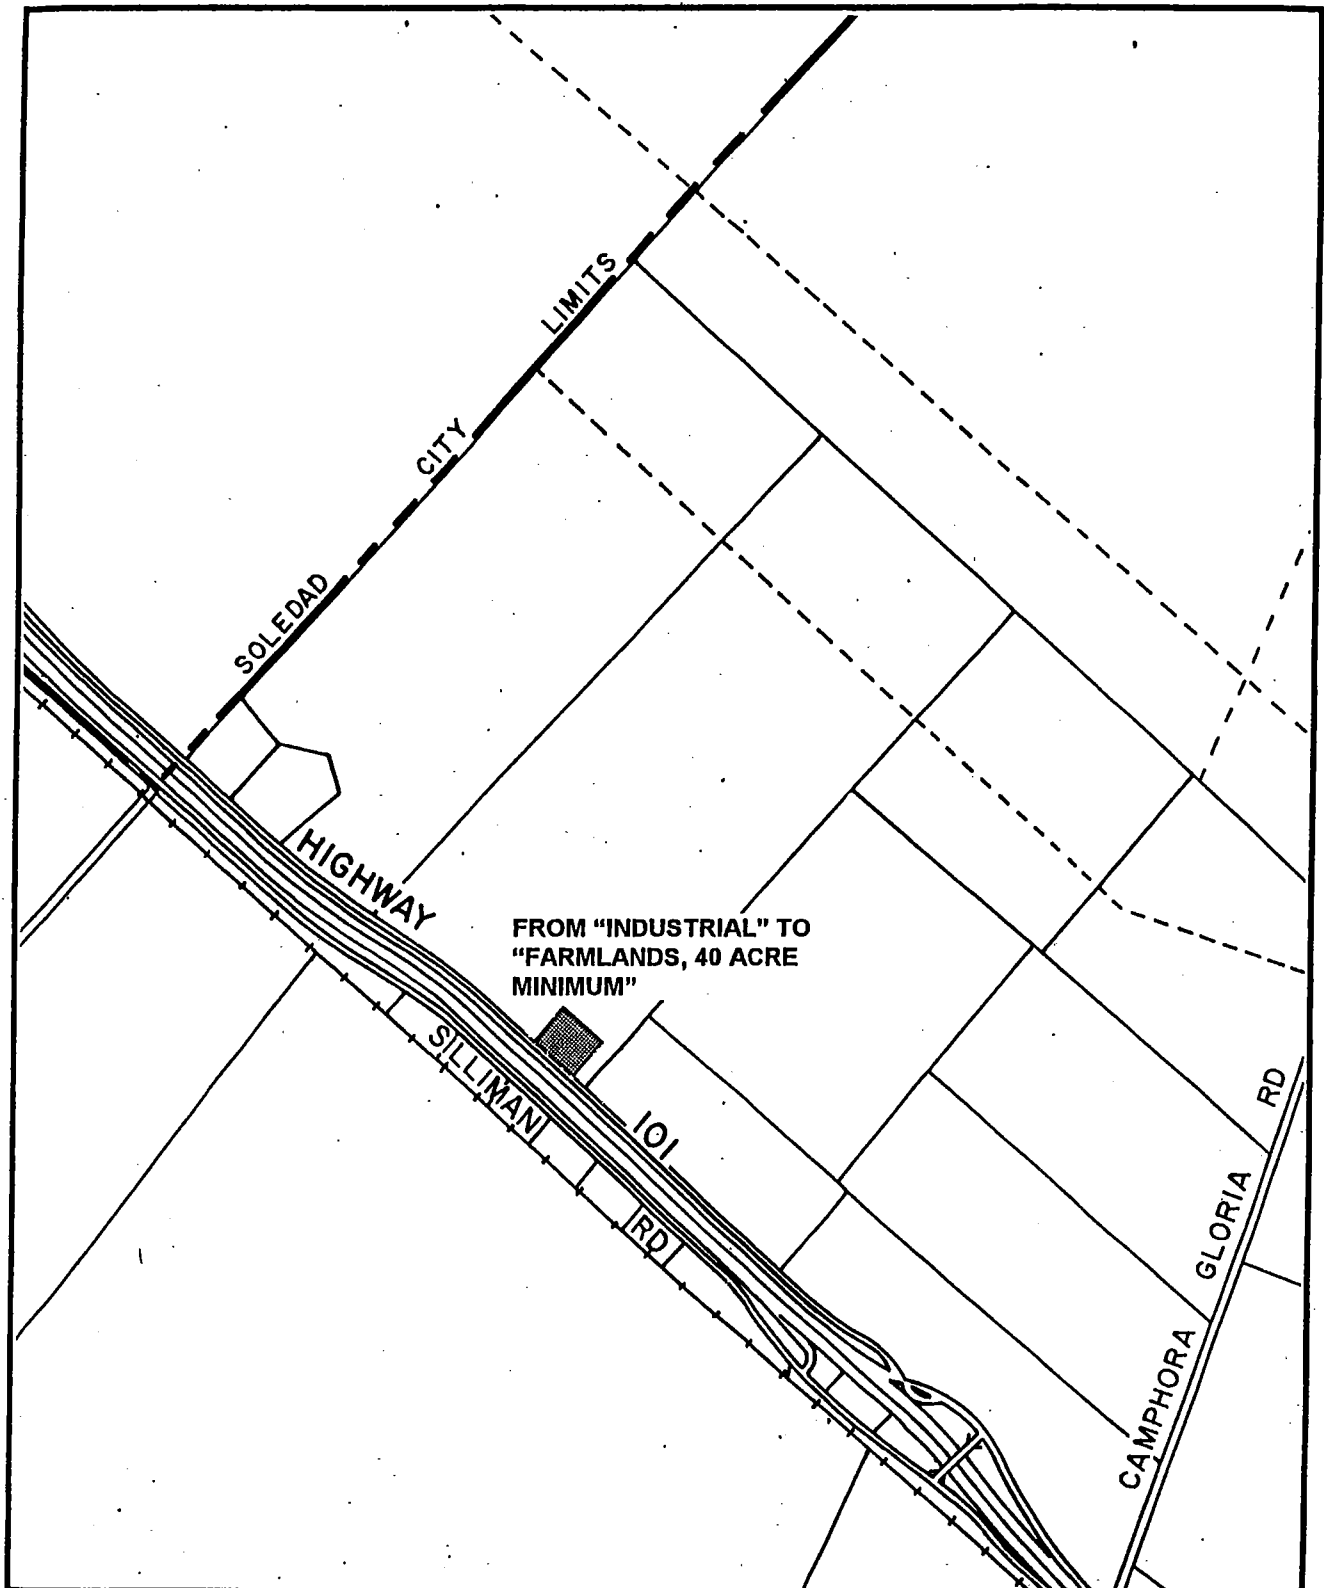 LIMITS
CITY
SOLEDAD
HIGHWAY
FROM “INDUSTRIAL” TO
“FARMLANDS, 40 ACRE
MINIMUM”
SILLIMAN
101
RD
RD
GLORIA
CAMPHORA